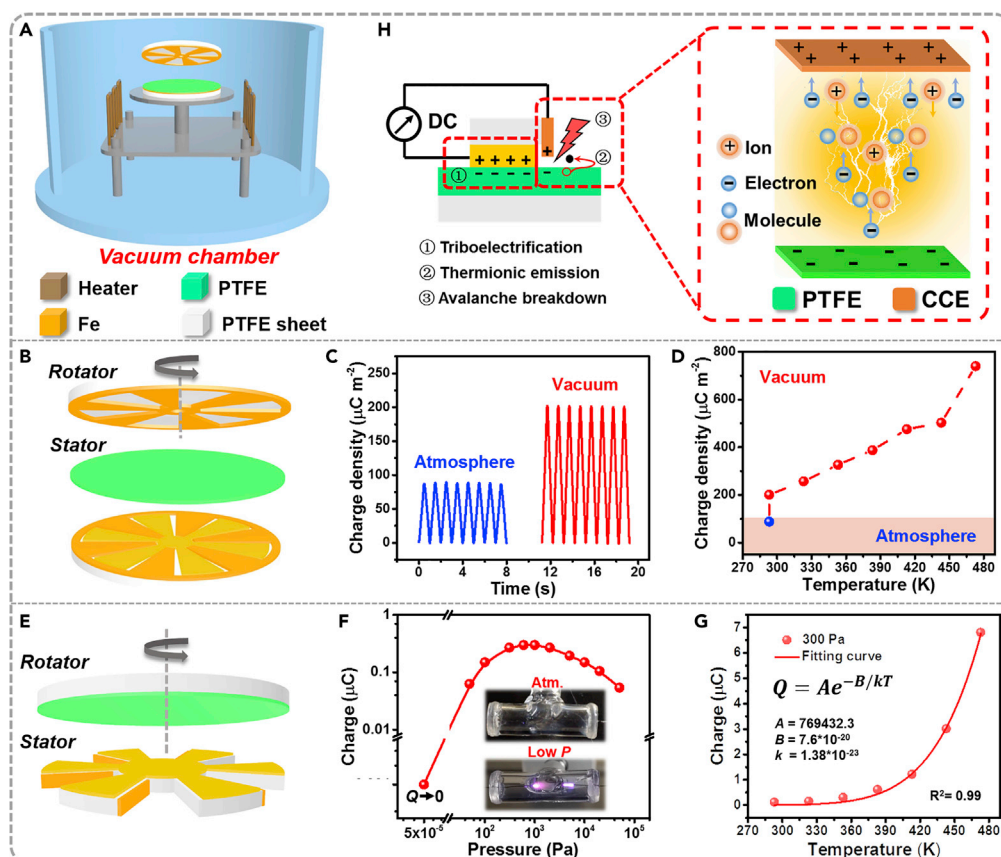 A
Vacuum chamber
Heater
PTFE
Fe
PTFE sheet
H
DC
③
②
①
+ + + +
- - - -
+
-
① Triboelectrification
② Thermionic emission
③ Avalanche breakdown
Ion
Electron
Molecule
PTFE
CCE
B
Rotator
Stator
C
Charge density (μC m⁻²)
250
200
150
100
50
0
Atmosphere
Vacuum
0 4 8 12 16 20
Time (s)
D
Charge density (μC m⁻²)
800
600
400
200
0
Vacuum
Atmosphere
270 300 330 360 390 420 450 480
Temperature (K)
E
Rotator
Stator
F
Charge (μC)
1
0.1
0.01
Atm.
Low P
Q→0
5x10⁻⁵ 10² 10³ 10⁴ 10⁵
Pressure (Pa)
G
Charge (μC)
7
6
5
4
3
2
1
0
300 Pa
Fitting curve
Q = Ae^{-B/kT}
A = 769432.3
B = 7.6*10⁻²⁰
k = 1.38*10⁻²³
R²= 0.99
270 300 330 360 390 420 450 480
Temperature (K)